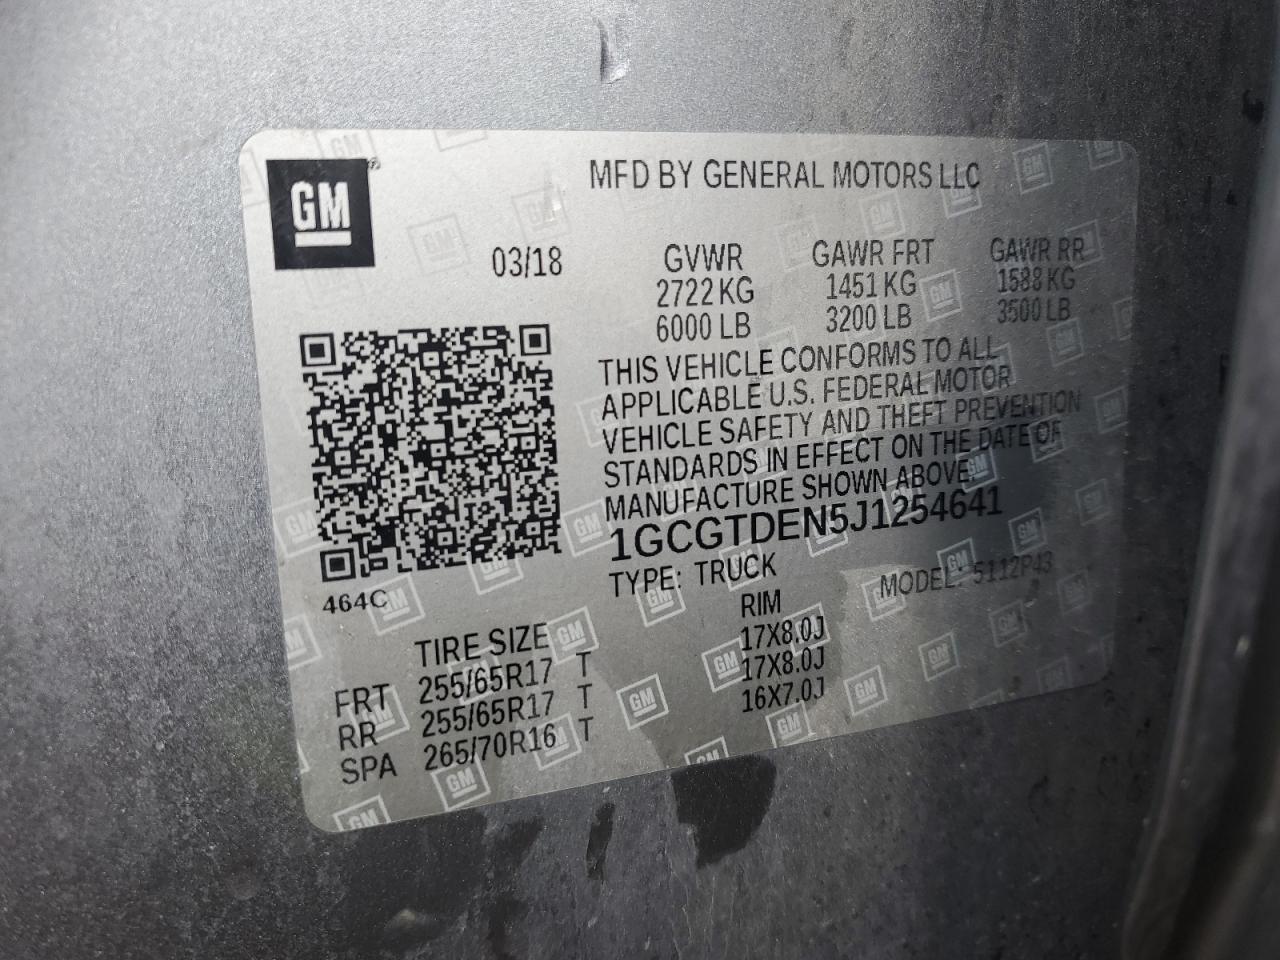 GM
MFD BY GENERAL MOTORS LLC
03/18
GVWR GAWR FRT GAWR RR
2722 KG 1451 KG 1588 KG
6000 LB 3200 LB 3500 LB
THIS VEHICLE CONFORMS TO ALL
APPLICABLE U.S. FEDERAL MOTOR
VEHICLE SAFETY AND THEFT PREVENTION
STANDARDS IN EFFECT ON THE DATE OF
MANUFACTURE SHOWN ABOVE.
1GCGTDEN5J1254641
TYPE: TRUCK MODEL: 5112P43
464C
TIRE SIZE RIM
FRT 255/65R17 T 17X8.0J
RR 255/65R17 T 17X8.0J
SPA 265/70R16 T 16X7.0J